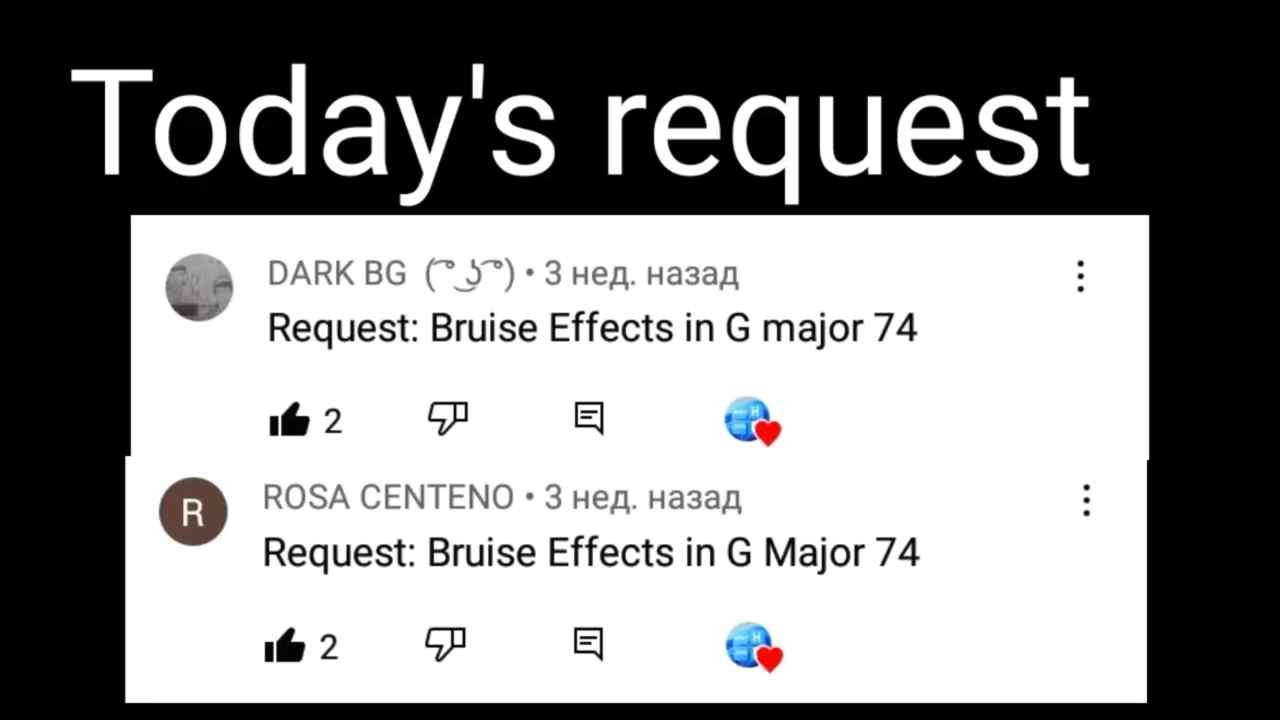 Today's request
DARK BG ( ͡° ͜ʖ ͡°) • 3 нед. назад
Request: Bruise Effects in G major 74
2
H
R
ROSA CENTENO • 3 нед. назад
Request: Bruise Effects in G Major 74
2
H